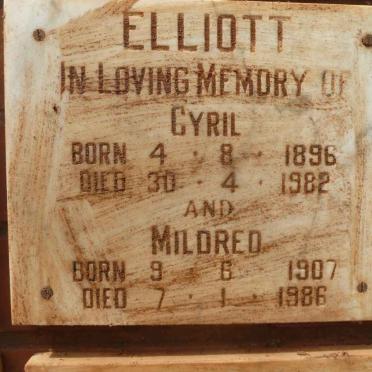 ELLIOTT
IN LOVING MEMORY OF
CYRIL
BORN 4 · 8 · 1896
DIED 30 · 4 · 1982
AND
MILDRED
BORN 9 · 6 · 1907
DIED 7 · 1 · 1986